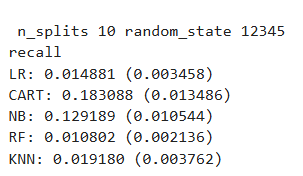 n_splits 10 random_state 12345
recall
LR: 0.014881 (0.003458)
CART: 0.183088 (0.013486)
NB: 0.129189 (0.010544)
RF: 0.010802 (0.002136)
KNN: 0.019180 (0.003762)